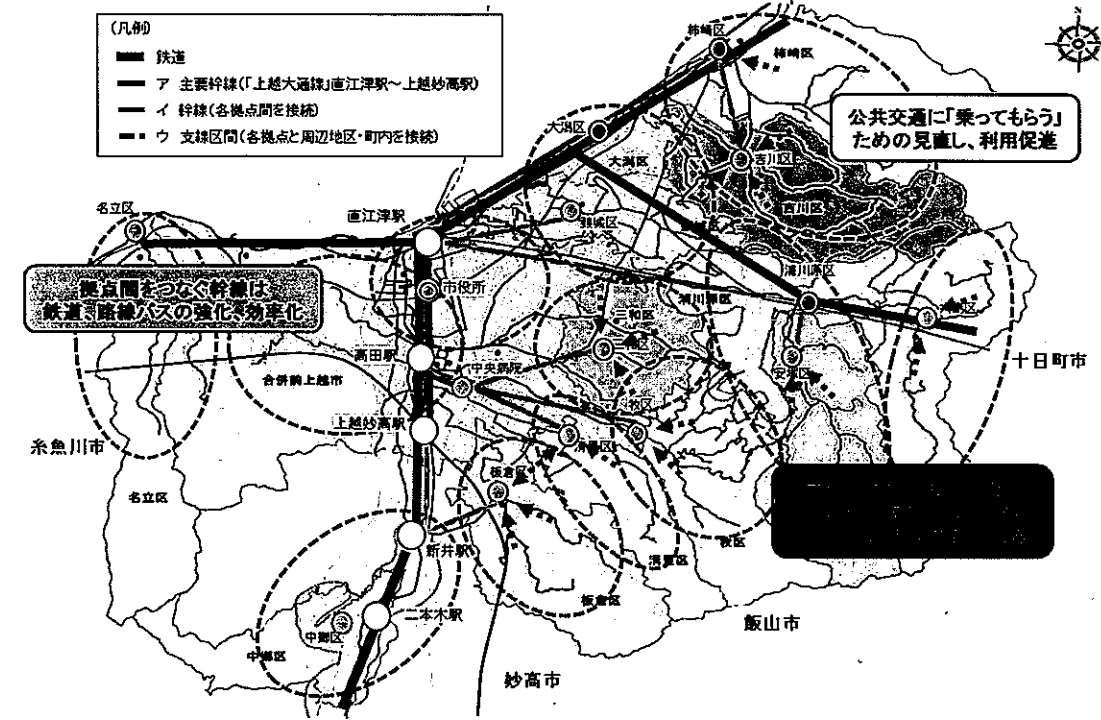 (凡例)
鉄道
ア 主要幹線(「上越大通線」直江津駅～上越妙高駅)
イ 幹線(各拠点間を接続)
ウ 支線区間(各拠点と周辺地区・町内を接続)
N
柿崎区
柿崎区
公共交通に「乗ってもらう」
ための見直し、利用促進
大潟区
大潟区
吉川区
吉川区
名立区
直江津駅
頸城区
浦川原区
拠点間をつなぐ幹線は
鉄道・路線バスの強化・効率化
市役所
浦川原区
三和区
高田駅
中央病院
合併前上越市
安塚区
十日町市
牧区
上越妙高駅
清里区
糸魚川市
板倉区
名立区
新井駅
牧区
清里区
板倉区
二本木駅
中郷区
中郷区
飯山市
妙高市